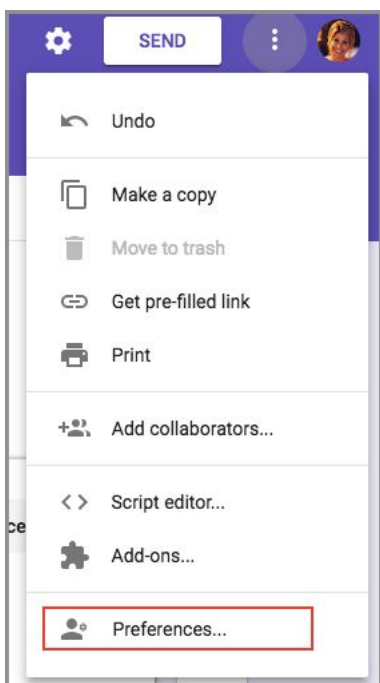 SEND
Undo
Make a copy
Move to trash
Get pre-filled link
Print
Add collaborators...
Script editor...
ce
Add-ons...
Preferences...